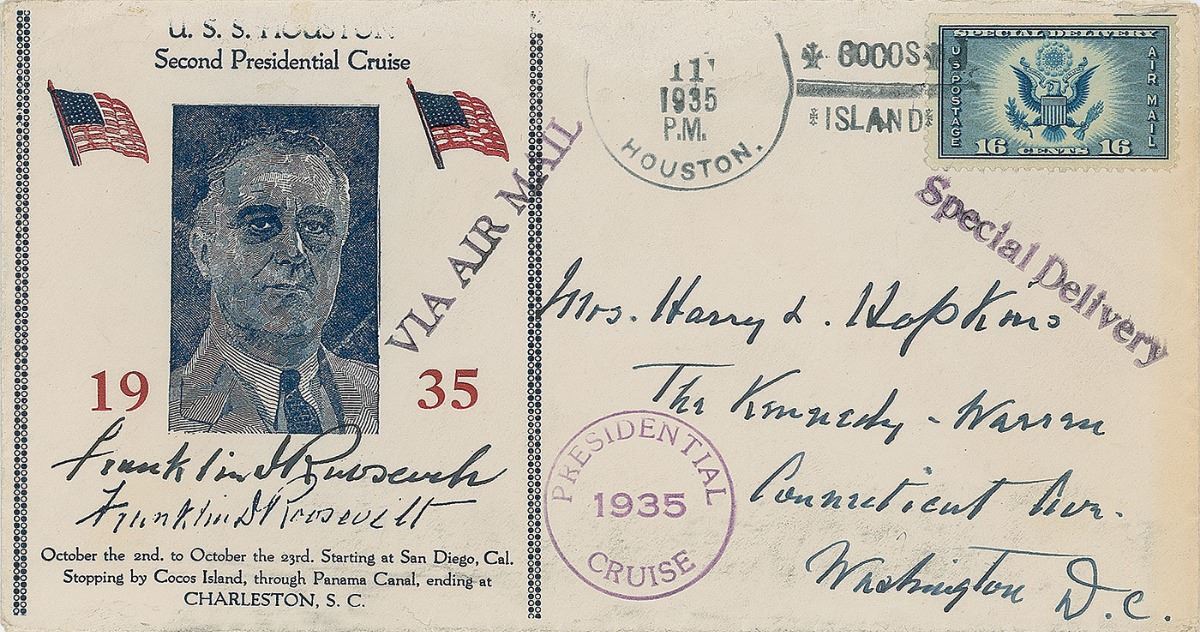 U. S. S. HOUSTON
Second Presidential Cruise
19 35
Franklin D Roosevelt
Franklin D Roosevelt
October the 2nd. to October the 23rd. Starting at San Diego, Cal.
Stopping by Cocos Island, through Panama Canal, ending at
CHARLESTON, S. C.
VIA AIR MAIL
11
1935
P.M.
HOUSTON.
COCOS
ISLAND
SPECIAL DELIVERY
US POSTAGE
AIR MAIL
16 CENTS 16
Special Delivery
Mrs. Harry L. Hopkins
The Kennedy-Warren
Connecticut Ave.
Washington D.C.
PRESIDENTIAL
1935
CRUISE